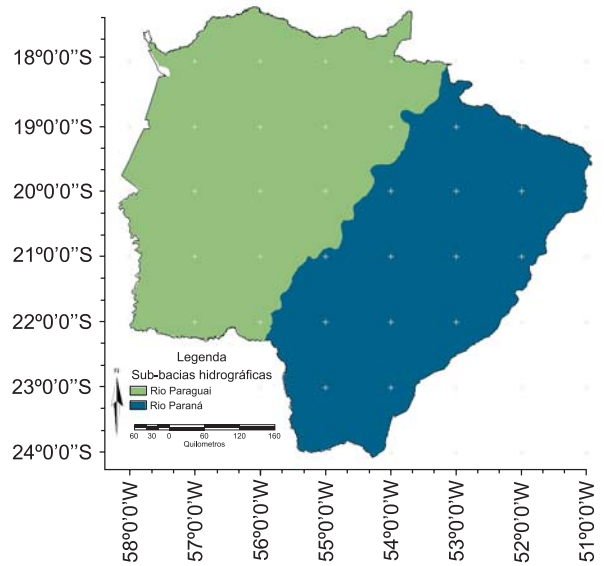 18º0’0’’S
19º0’0’’S
20º0’0’’S
21º0’0’’S
22º0’0’’S
23º0’0’’S
24º0’0’’S
Legenda
Sub-bacias hidrográficas
N
Rio Paraguai
Rio Paraná
60 30 0 60 120 160
Quilometros
58º0’0’’W
57º0’0’’W
56º0’0’’W
55º0’0’’W
54º0’0’’W
53º0’0’’W
52º0’0’’W
51º0’0’’W